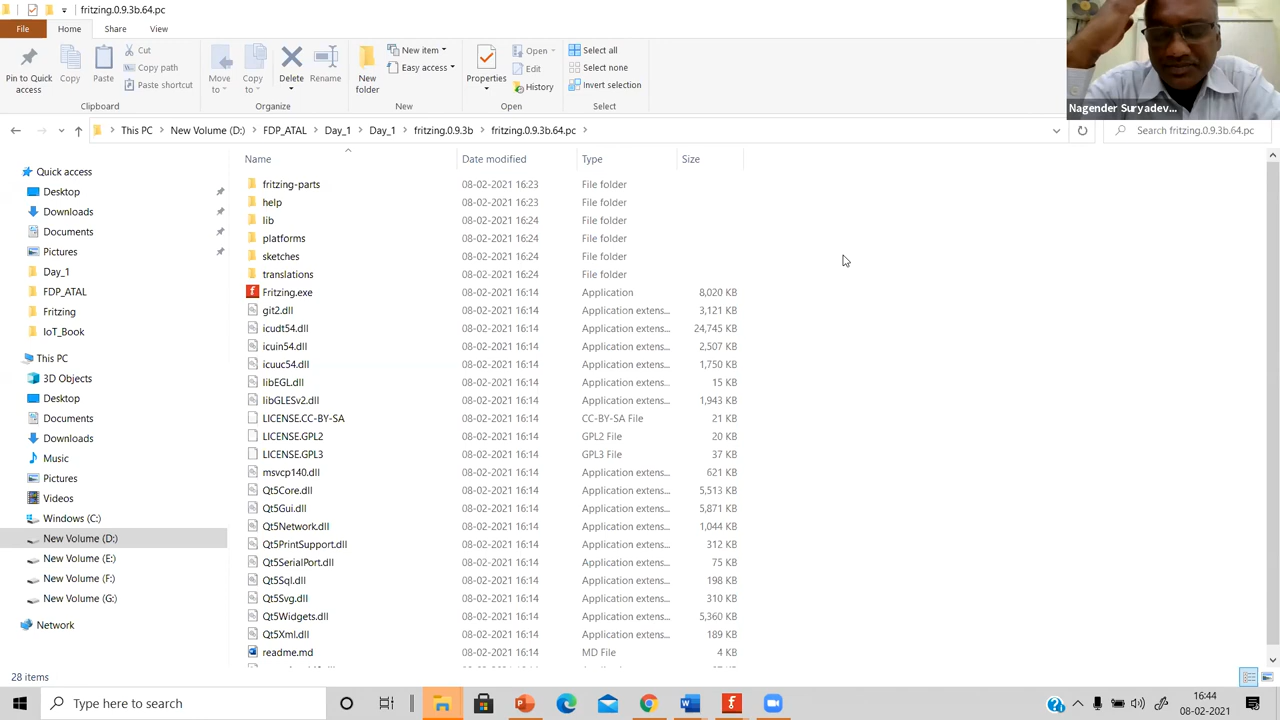 fritzing.0.9.3b.64.pc
File Home Share View
Pin to Quick access
Copy
Paste
Cut
Copy path
Paste shortcut
Clipboard
Move to
Copy to
Delete
Rename
Organize
New folder
New item
Easy access
New
Properties
Open
Edit
History
Open
Select all
Select none
Invert selection
Select
Nagender Suryadev...
This PC > New Volume (D:) > FDP_ATAL > Day_1 > Day_1 > fritzing.0.9.3b > fritzing.0.9.3b.64.pc >
Search fritzing.0.9.3b.64.pc
Quick access
Desktop
Downloads
Documents
Pictures
Day_1
FDP_ATAL
Fritzing
IoT_Book
This PC
3D Objects
Desktop
Documents
Downloads
Music
Pictures
Videos
Windows (C:)
New Volume (D:)
New Volume (E:)
New Volume (F:)
New Volume (G:)
Network
Name Date modified Type Size
fritzing-parts 08-02-2021 16:23 File folder
help 08-02-2021 16:23 File folder
lib 08-02-2021 16:24 File folder
platforms 08-02-2021 16:24 File folder
sketches 08-02-2021 16:24 File folder
translations 08-02-2021 16:24 File folder
Fritzing.exe 08-02-2021 16:14 Application 8,020 KB
git2.dll 08-02-2021 16:14 Application extens... 3,121 KB
icudt54.dll 08-02-2021 16:14 Application extens... 24,745 KB
icuin54.dll 08-02-2021 16:14 Application extens... 2,507 KB
icuuc54.dll 08-02-2021 16:14 Application extens... 1,750 KB
libEGL.dll 08-02-2021 16:14 Application extens... 15 KB
libGLESv2.dll 08-02-2021 16:14 Application extens... 1,943 KB
LICENSE.CC-BY-SA 08-02-2021 16:14 CC-BY-SA File 21 KB
LICENSE.GPL2 08-02-2021 16:14 GPL2 File 20 KB
LICENSE.GPL3 08-02-2021 16:14 GPL3 File 37 KB
msvcp140.dll 08-02-2021 16:14 Application extens... 621 KB
Qt5Core.dll 08-02-2021 16:14 Application extens... 5,513 KB
Qt5Gui.dll 08-02-2021 16:14 Application extens... 5,871 KB
Qt5Network.dll 08-02-2021 16:14 Application extens... 1,044 KB
Qt5PrintSupport.dll 08-02-2021 16:14 Application extens... 312 KB
Qt5SerialPort.dll 08-02-2021 16:14 Application extens... 75 KB
Qt5Sql.dll 08-02-2021 16:14 Application extens... 198 KB
Qt5Svg.dll 08-02-2021 16:14 Application extens... 310 KB
Qt5Widgets.dll 08-02-2021 16:14 Application extens... 5,360 KB
Qt5Xml.dll 08-02-2021 16:14 Application extens... 189 KB
readme.md 08-02-2021 16:14 MD File 4 KB
28 items
Type here to search
16:44
08-02-2021